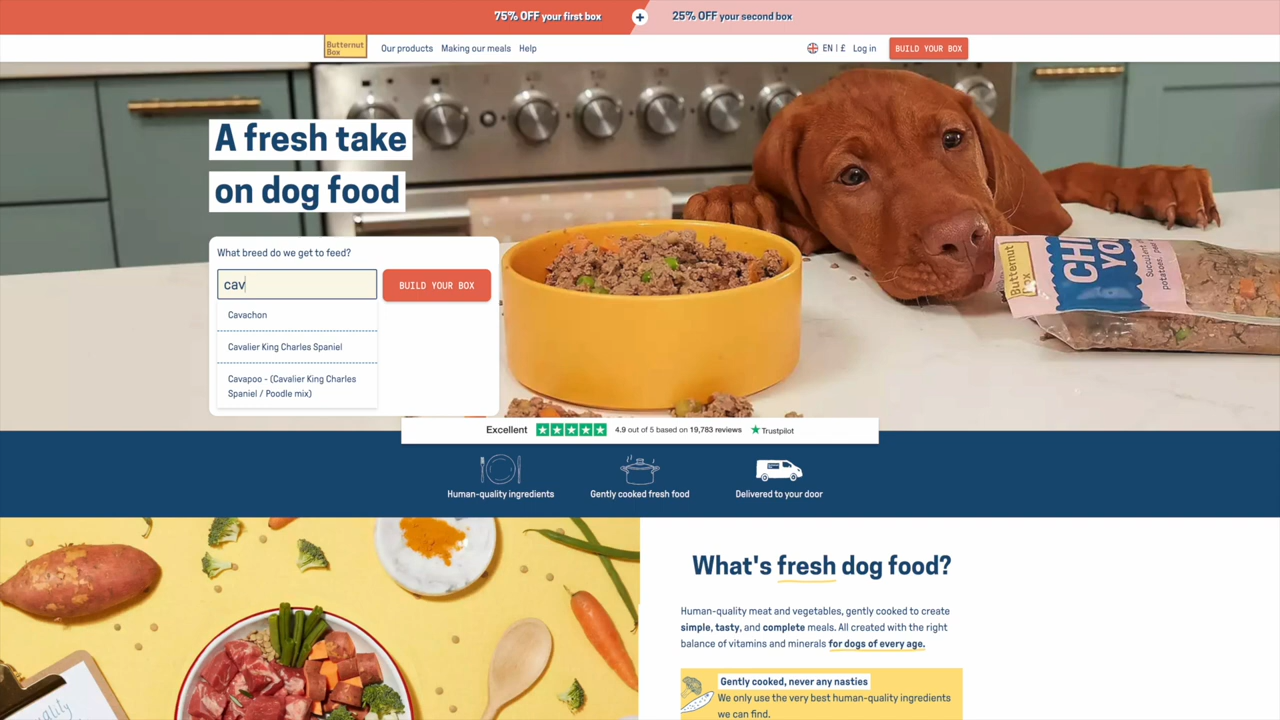 75% OFF your first box
25% OFF your second box
Butternut
Box
Our products
Making our meals
Help
EN | £
Log in
BUILD YOUR BOX
A fresh take
on dog food
What breed do we get to feed?
cav
BUILD YOUR BOX
Cavachon
Cavalier King Charles Spaniel
Cavapoo - (Cavalier King Charles
Spaniel / Poodle mix)
Butternut
Box
CH
YO
Succulent
potatoes,
Excellent
4.9 out of 5 based on 19,783 reviews
Trustpilot
Human-quality ingredients
Gently cooked fresh food
Delivered to your door
What's fresh dog food?
Human-quality meat and vegetables, gently cooked to create
simple, tasty, and complete meals. All created with the right
balance of vitamins and minerals for dogs of every age.
Gently cooked, never any nasties
We only use the very best human-quality ingredients
we can find.